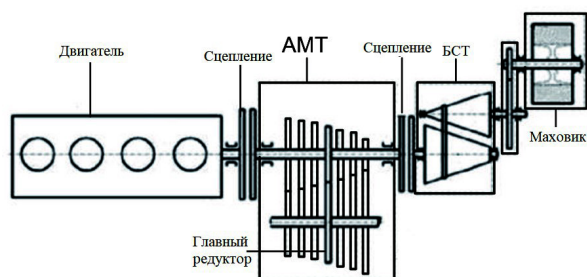 Двигатель
Сцепление
АМТ
Сцепление
БСТ
Маховик
Главный
редуктор